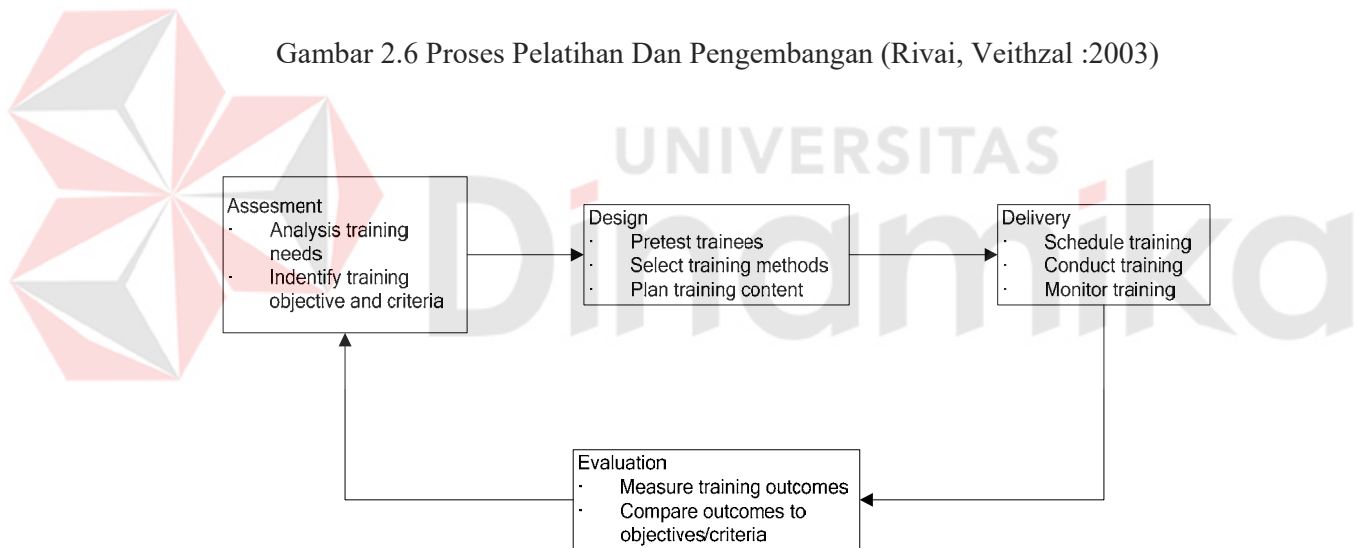 Gambar 2.6 Proses Pelatihan Dan Pengembangan (Rivai, Veithzal :2003)
UNIVERSITAS
Dinamika
Assesment
· Analysis training
needs
· Indentify training
objective and criteria
Design
· Pretest trainees
· Select training methods
· Plan training content
Delivery
· Schedule training
· Conduct training
· Monitor training
Evaluation
· Measure training outcomes
· Compare outcomes to
objectives/criteria